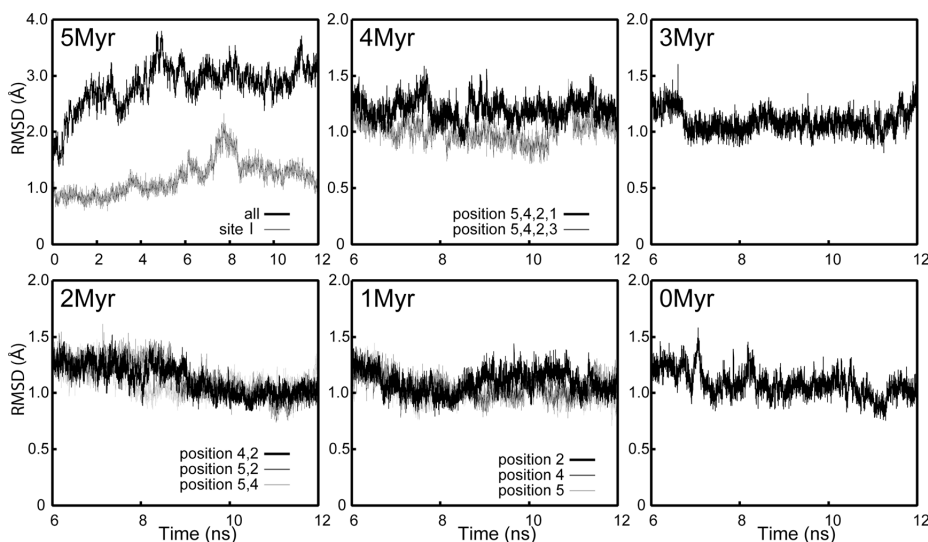 5Myr
4.0
3.0
2.0
1.0
0
RMSD (Å)
all
site I
0 2 4 6 8 10 12
4Myr
2.0
1.5
1.0
0.5
0
position 5,4,2,1
position 5,4,2,3
6 8 10 12
3Myr
2.0
1.5
1.0
0.5
0
6 8 10 12
2Myr
2.0
1.5
1.0
0.5
0
RMSD (Å)
position 4,2
position 5,2
position 5,4
6 8 10 12
Time (ns)
1Myr
2.0
1.5
1.0
0.5
0
position 2
position 4
position 5
6 8 10 12
Time (ns)
0Myr
2.0
1.5
1.0
0.5
0
6 8 10 12
Time (ns)